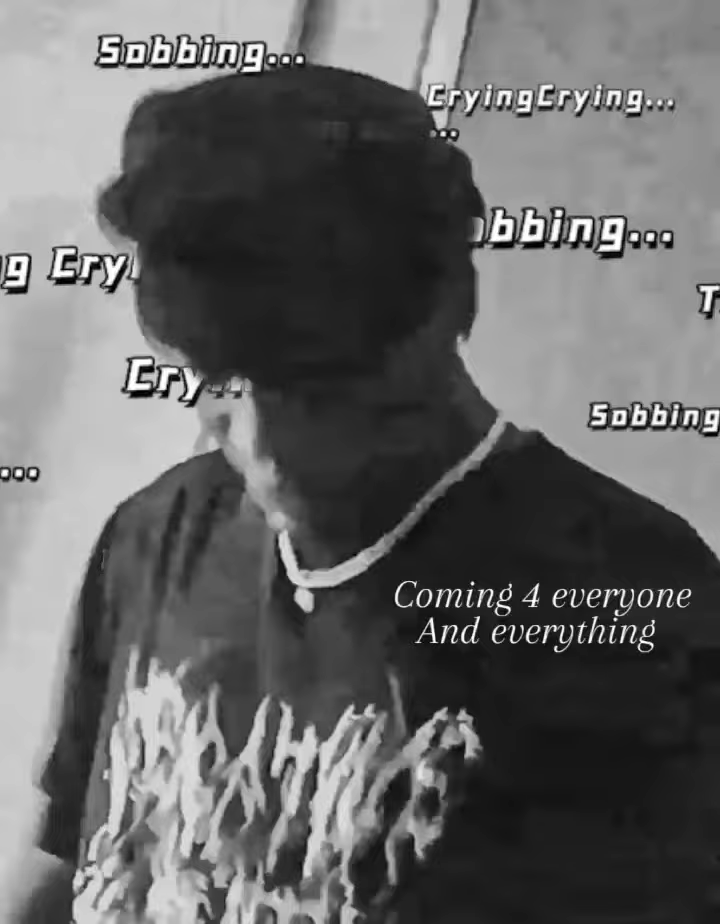 Sobbing...
CryingCrying...
...
bbing...
g Cry
T
Cry...
Sobbing
...
Coming 4 everyone
And everything